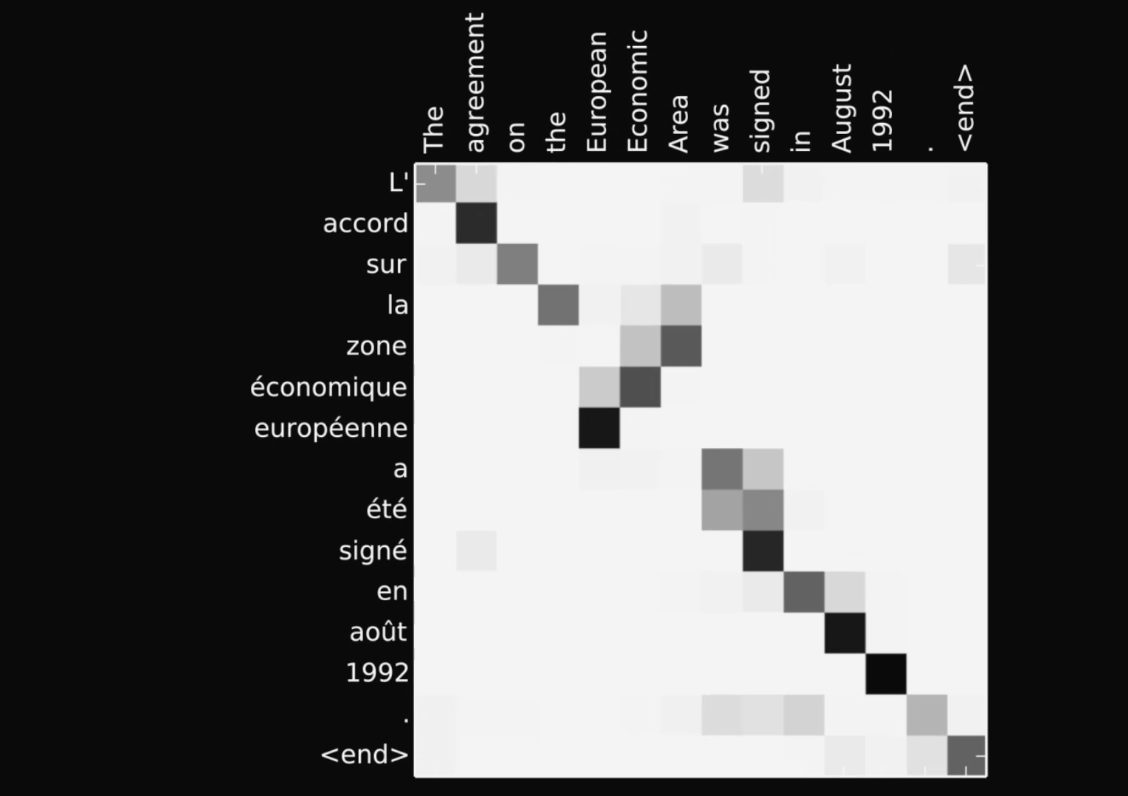 The agreement on the European Economic Area was signed in August 1992 . <end>
L'
accord
sur
la
zone
économique
européenne
a
été
signé
en
août
1992
.
<end>